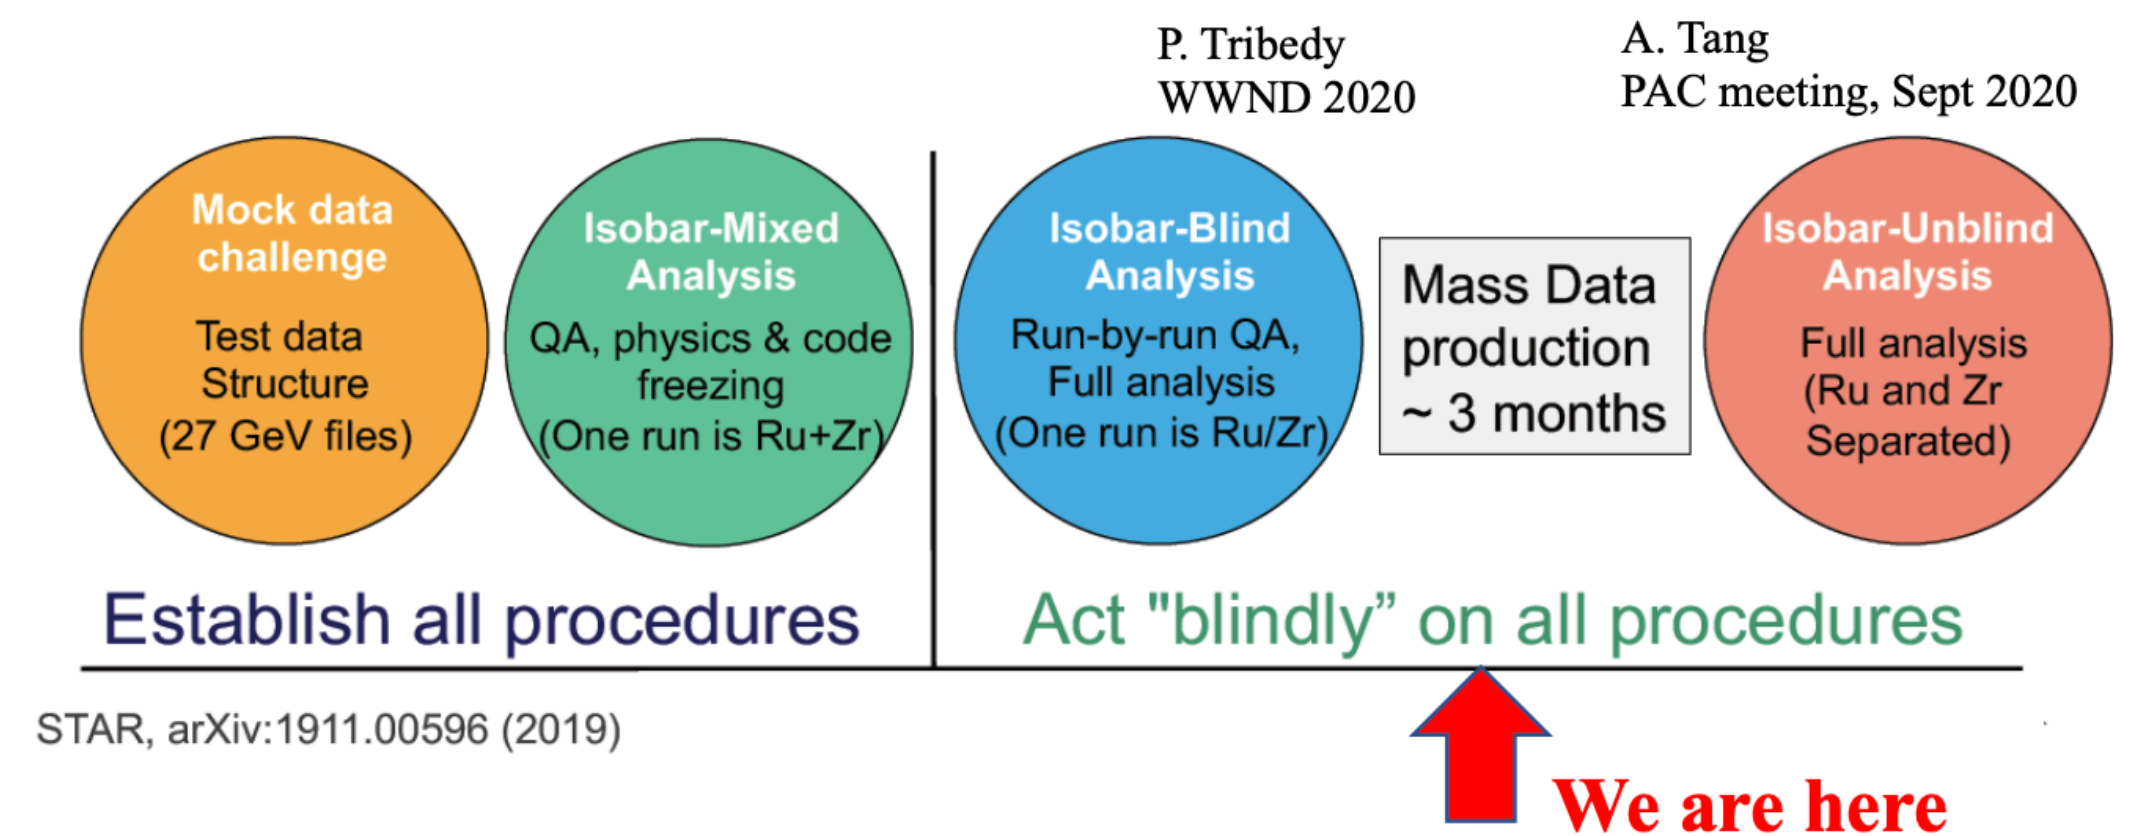 P. Tribedy
WWND 2020
A. Tang
PAC meeting, Sept 2020
Mock data
challenge
Test data
Structure
(27 GeV files)
Isobar-Mixed
Analysis
QA, physics & code
freezing
(One run is Ru+Zr)
Isobar-Blind
Analysis
Run-by-run QA,
Full analysis
(One run is Ru/Zr)
Mass Data
production
~ 3 months
Isobar-Unblind
Analysis
Full analysis
(Ru and Zr
Separated)
Establish all procedures
Act "blindly” on all procedures
STAR, arXiv:1911.00596 (2019)
We are here